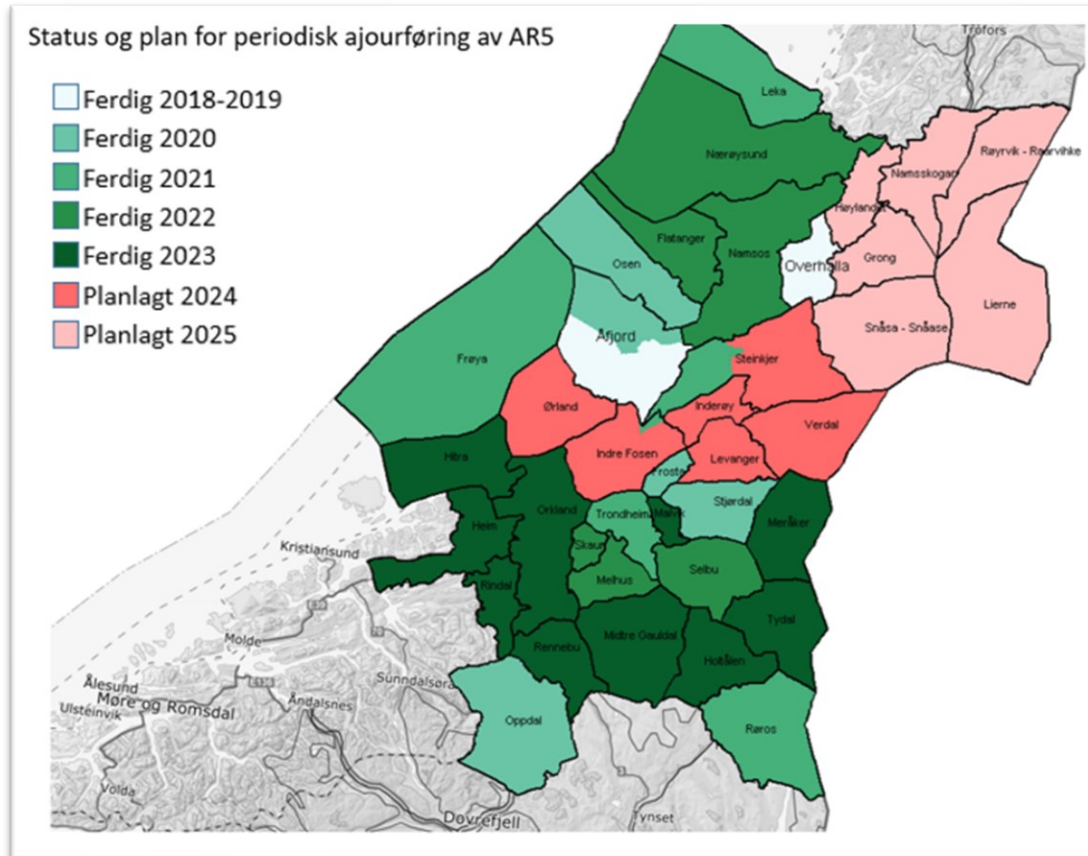 Status og plan for periodisk ajourføring av AR5
Ferdig 2018-2019
Ferdig 2020
Ferdig 2021
Ferdig 2022
Ferdig 2023
Planlagt 2024
Planlagt 2025
Trofors
Leka
Nærøysund
Røyrvik - Raarvihke
Namsskogan
Høylandet
Flatanger
Namsos
Overhalla
Grong
Osen
Lierne
Snåsa - Snåase
Åfjord
Frøya
Steinkjer
Ørland
Inderøy
Verdal
Indre Fosen
Levanger
Frosta
Hitra
Orkland
Stjørdal
Trondheim
Malvik
Meråker
Heim
Skaun
Kristiansund
E39
Selbu
Melhus
Rindal
Tydal
70
Midtre Gauldal
Molde
Rennebu
Holtålen
Sunndalsøra
E136
Ålesund
Møre og Romsdal
Åndalsnes
Ulsteinvik
Oppdal
Røros
3
Volda
Dovrefjell
Tynset